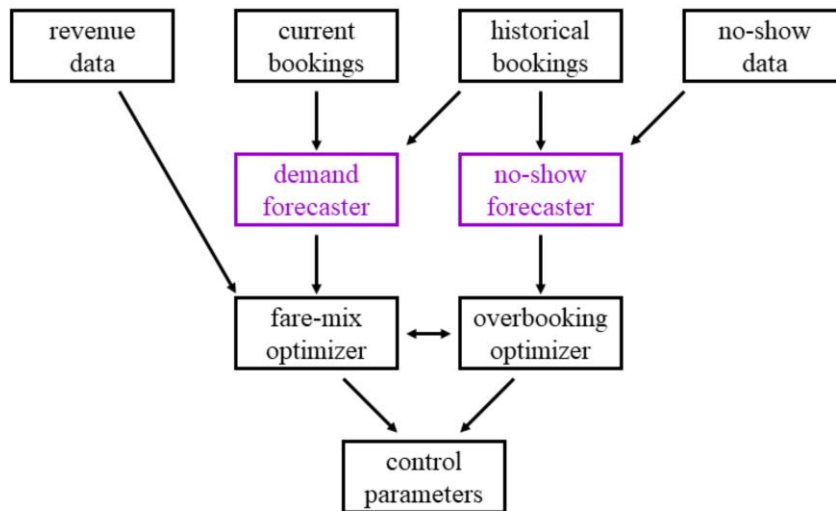 revenue
data
current
bookings
historical
bookings
no-show
data
demand
forecaster
no-show
forecaster
fare-mix
optimizer
overbooking
optimizer
control
parameters